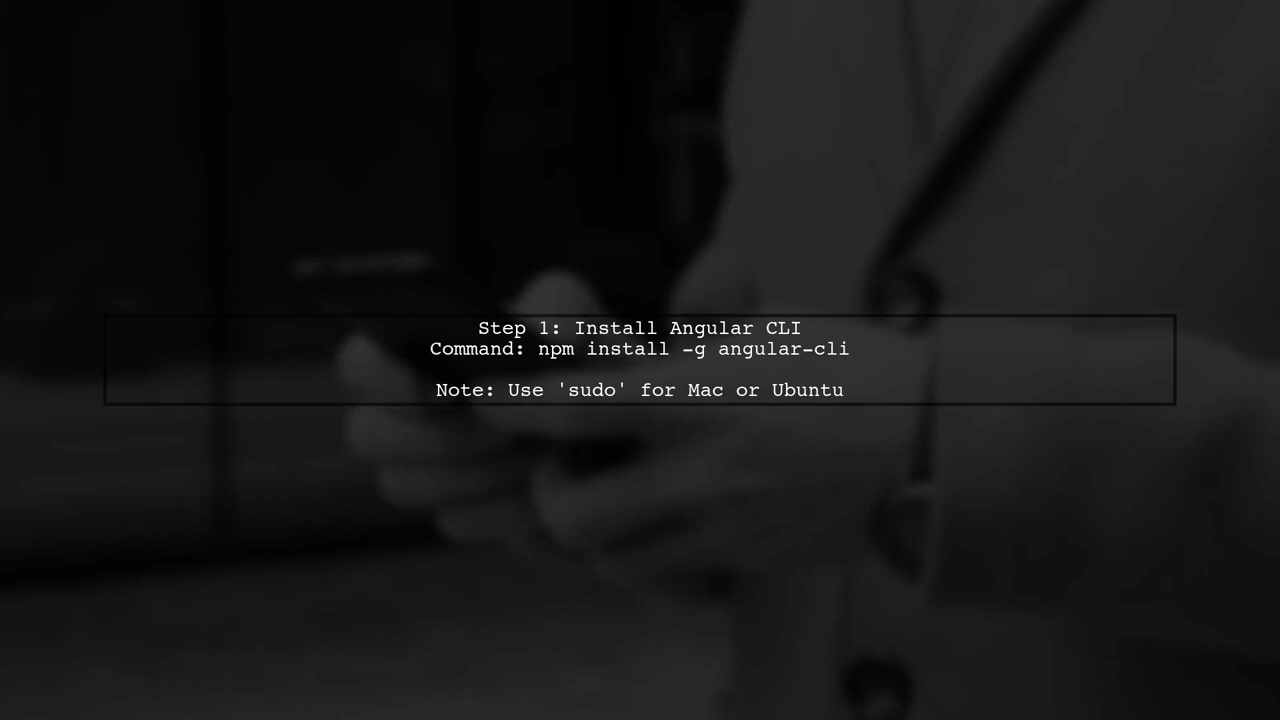 Step 1: Install Angular CLI
Command: npm install -g angular-cli
Note: Use 'sudo' for Mac or Ubuntu